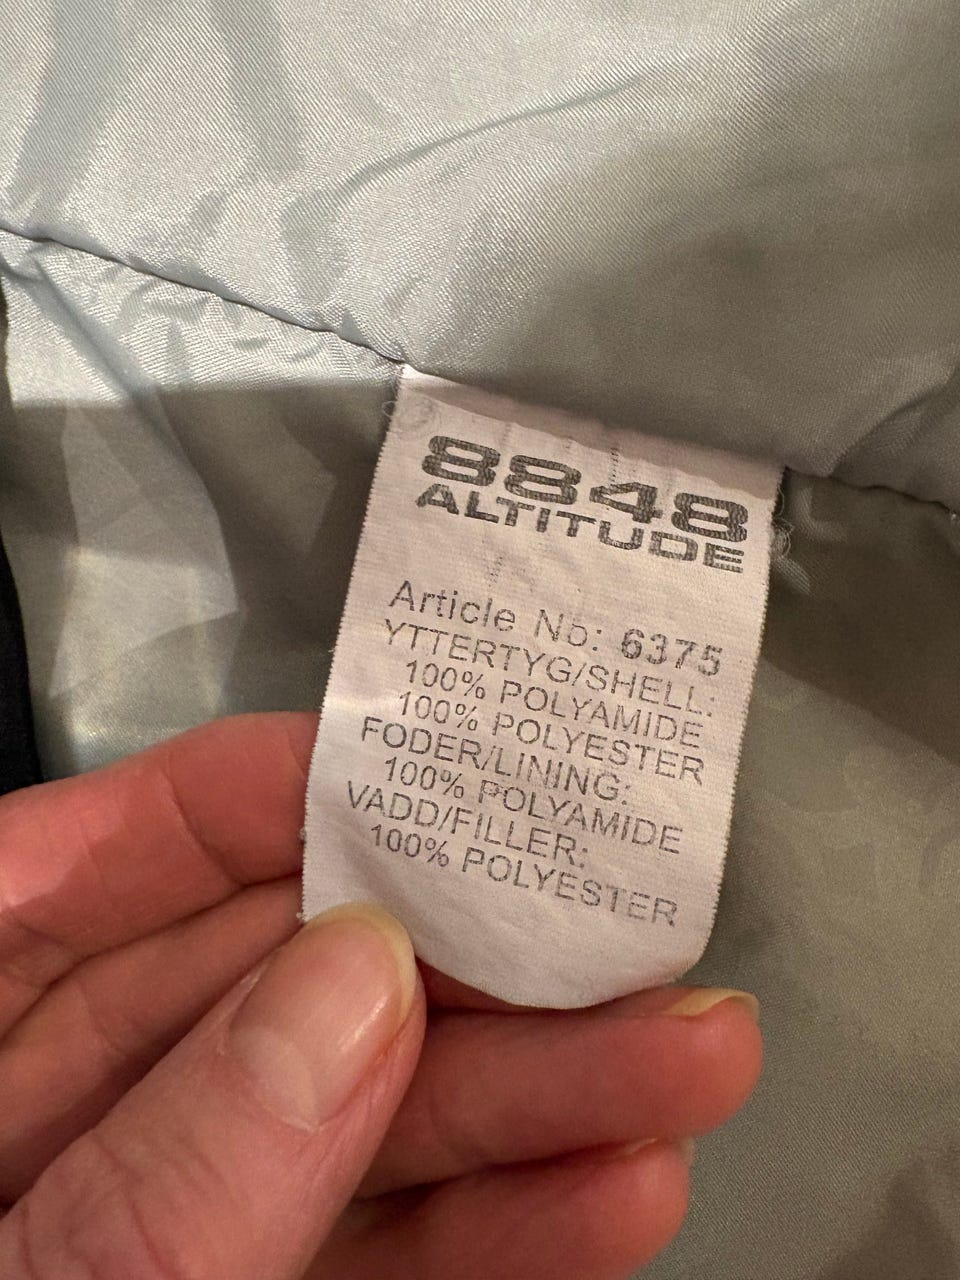 8848
ALTITUDE
Article No: 6375
YTTERTYG/SHELL:
100% POLYAMIDE
100% POLYESTER
FODER/LINING:
100% POLYAMIDE
VADD/FILLER:
100% POLYESTER